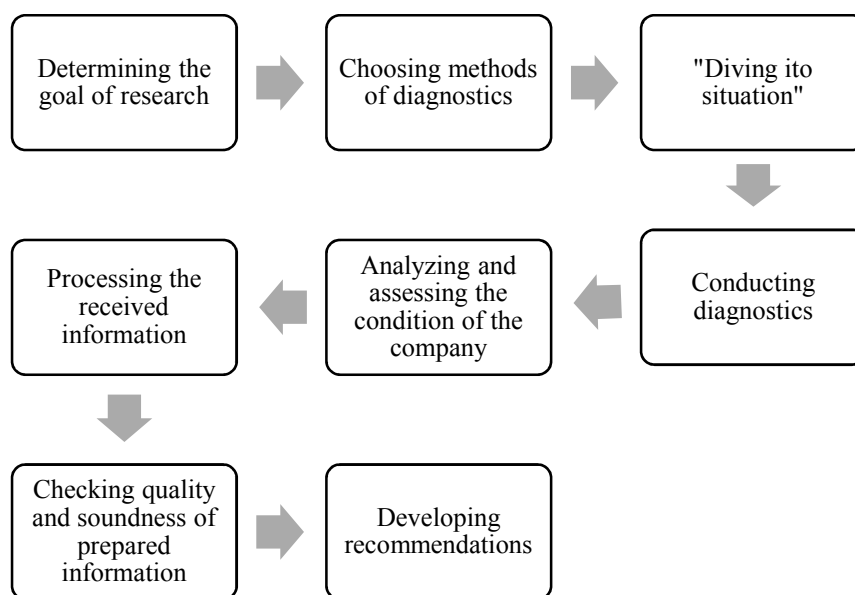 Determining the
goal of research
Choosing methods
of diagnostics
"Diving ito
situation"
Conducting
diagnostics
Analyzing and
assessing the
condition of the
company
Processing the
received
information
Checking quality
and soundness of
prepared
information
Developing
recommendations